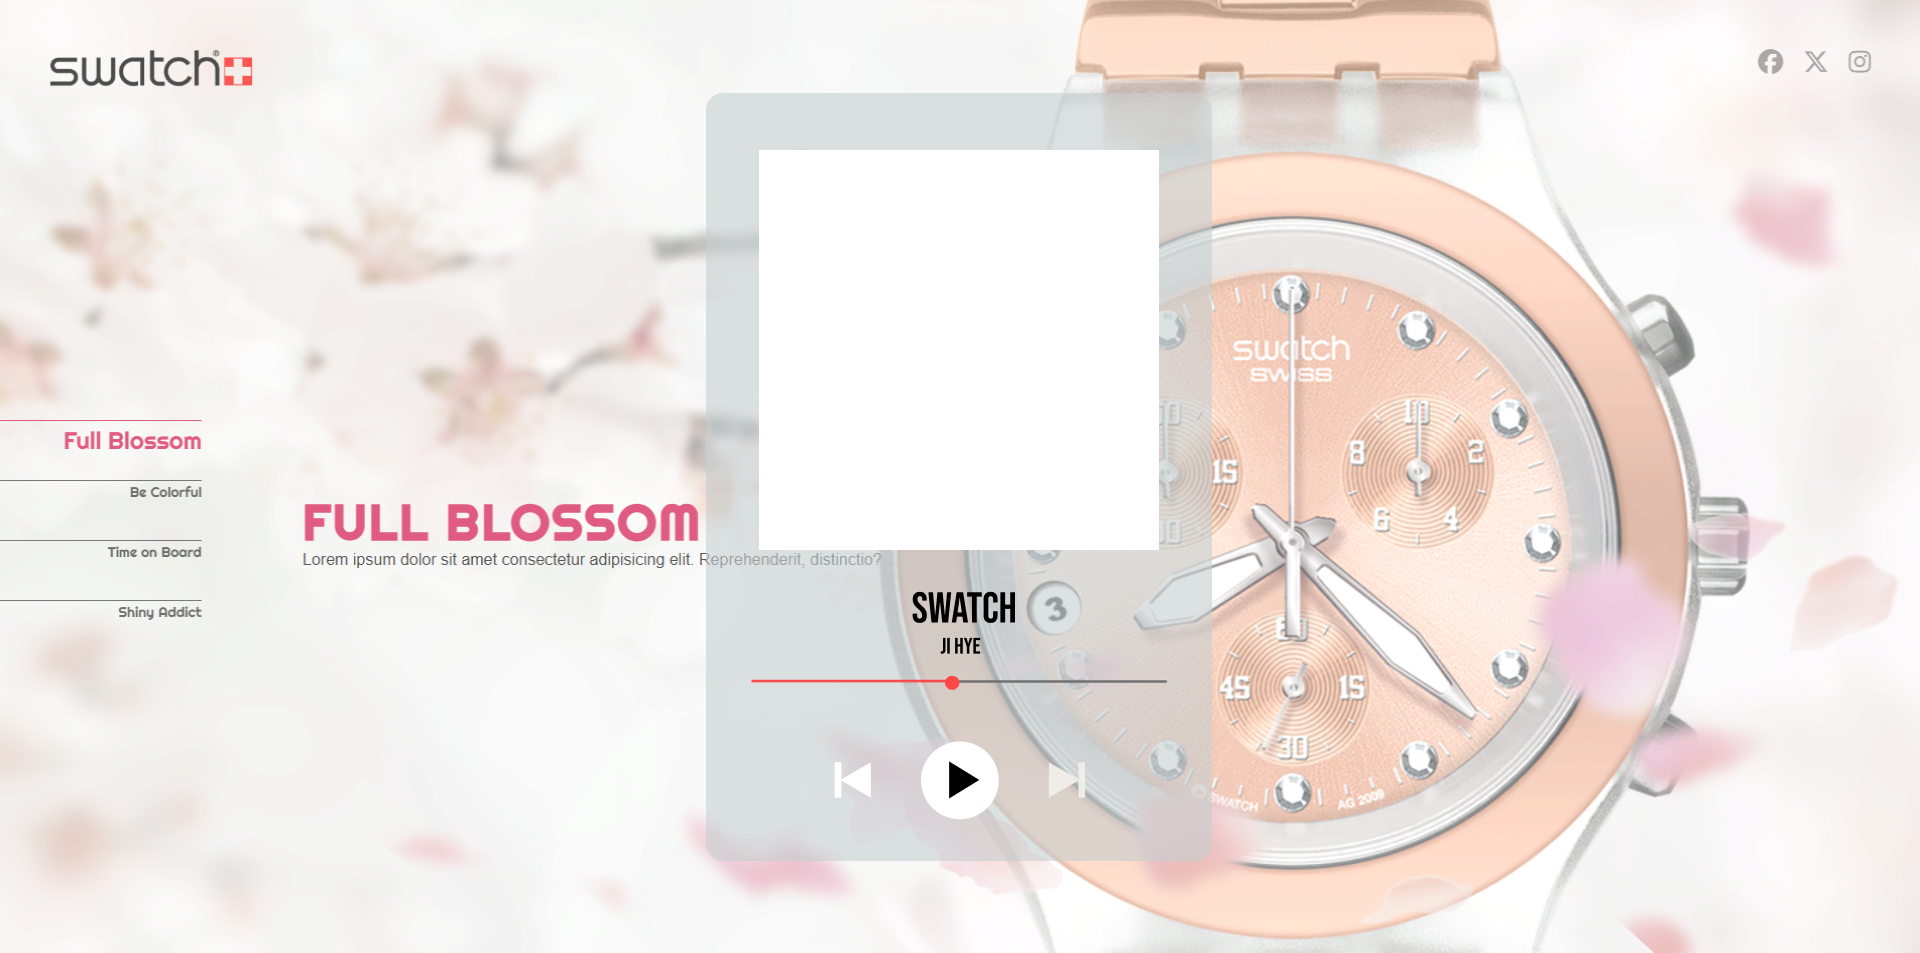 swatch®
Full Blossom
Be Colorful
Time on Board
Shiny Addict
FULL BLOSSOM
Lorem ipsum dolor sit amet consectetur adipisicing elit. Reprehenderit, distinctio?
SWATCH
JI HYE
swatch
SWISS
10
2
8
6
4
15
3
60
45
15
30
SWATCH
AG 2009